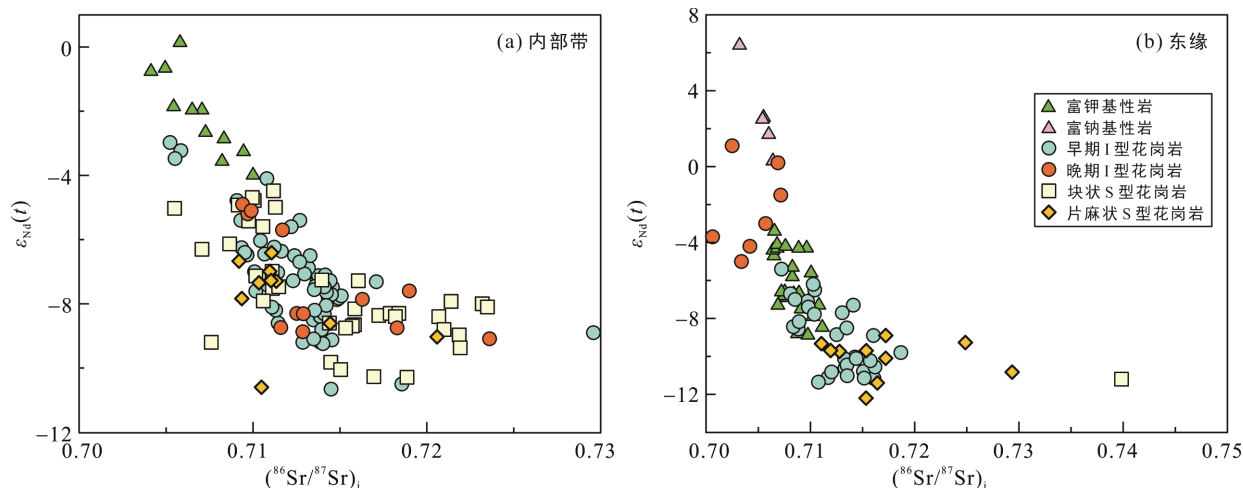 (a) 内部带
0
−4
−8
−12
εNd(t)
0.70 0.71 0.72 0.73
(⁸⁶Sr/⁸⁷Sr)i
(b) 东缘
8
4
0
−4
−8
−12
εNd(t)
富钾基性岩
富钠基性岩
早期I型花岗岩
晚期I型花岗岩
块状S型花岗岩
片麻状S型花岗岩
0.70 0.71 0.72 0.73 0.74 0.75
(⁸⁶Sr/⁸⁷Sr)i